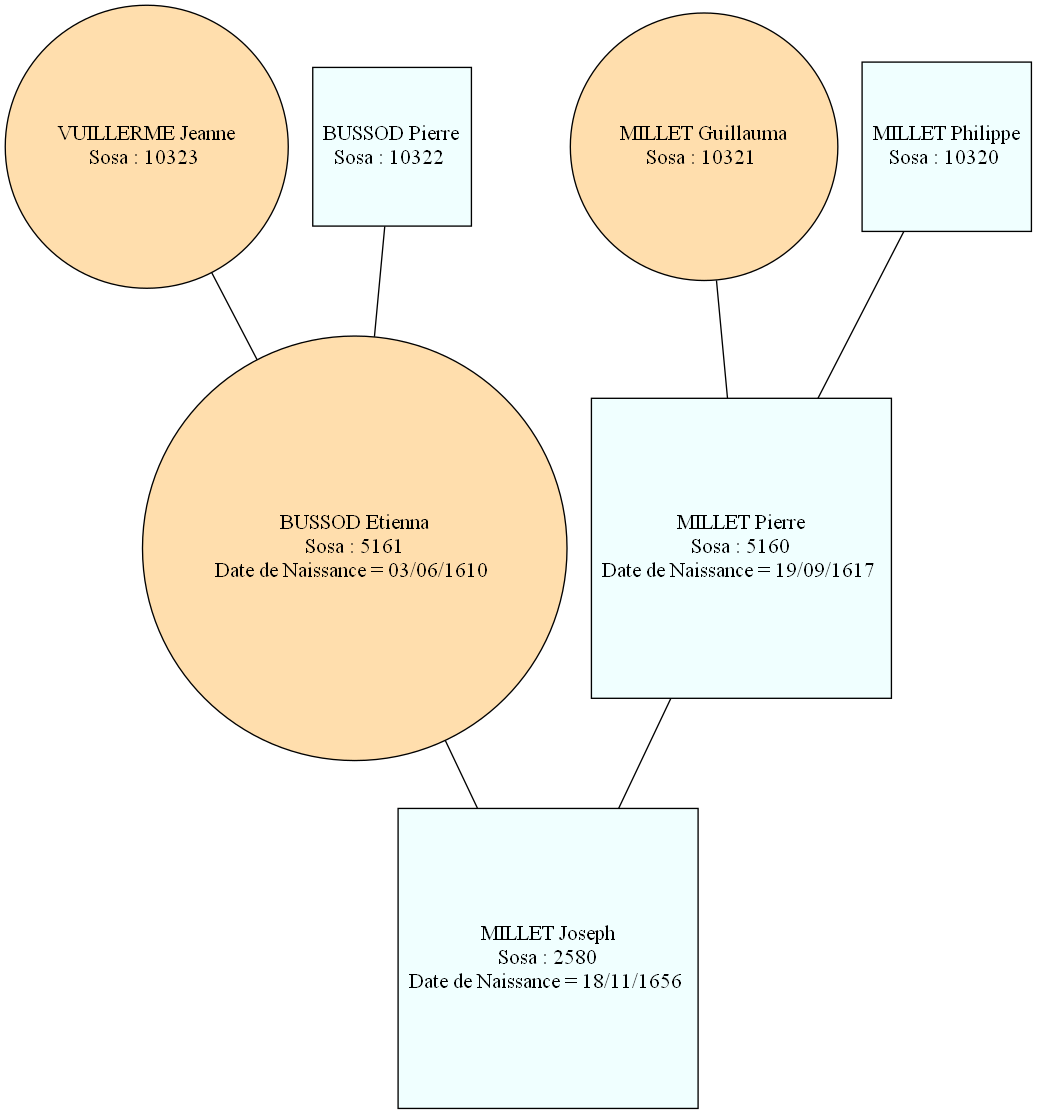 VUILLERME Jeanne
Sosa : 10323
BUSSOD Pierre
Sosa : 10322
MILLET Guillauma
Sosa : 10321
MILLET Philippe
Sosa : 10320
BUSSOD Etienna
Sosa : 5161
Date de Naissance = 03/06/1610
MILLET Pierre
Sosa : 5160
Date de Naissance = 19/09/1617
MILLET Joseph
Sosa : 2580
Date de Naissance = 18/11/1656